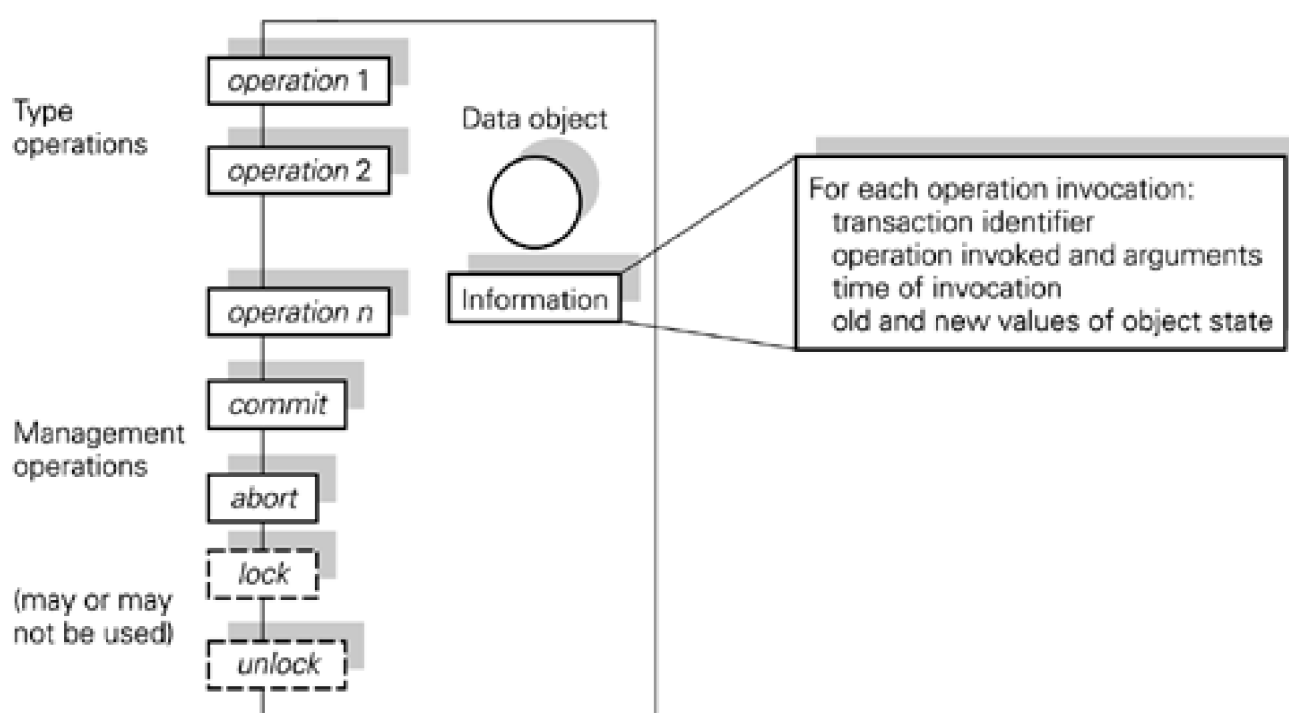 Type
operations
operation 1
operation 2
operation n
Data object
Information
For each operation invocation:
transaction identifier
operation invoked and arguments
time of invocation
old and new values of object state
Management
operations
commit
abort
(may or may
not be used)
lock
unlock